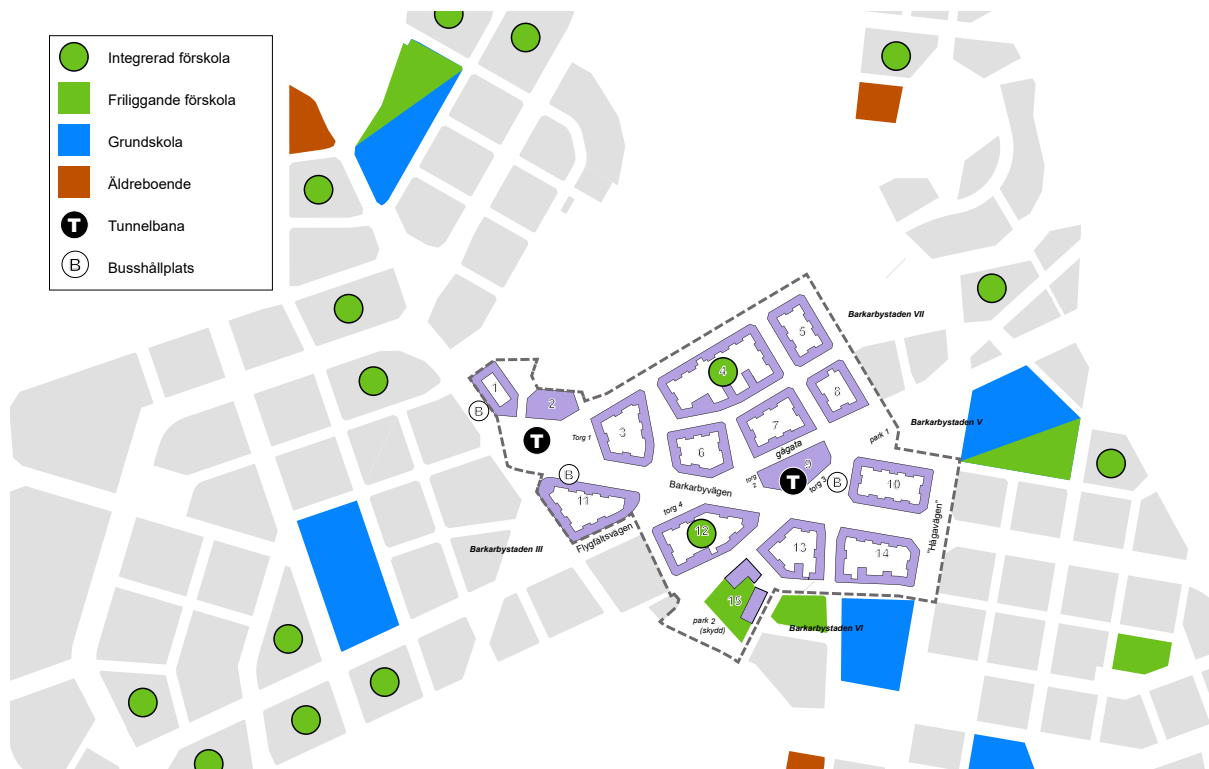 Integrerad förskola
Friliggande förskola
Grundskola
Äldreboende
T Tunnelbana
B Busshållplats
Barkarbystaden VII
5
1
4
8
2
B
Barkarbystaden V
7
Torg 1
3
park 1
T
gågata
6
9
B
torg 2
T
torg 3
B
10
Barkarbyvägen
11
torg 4
"Hägavägen"
12
Flygfältsvägen
Barkarbystaden III
13
14
15
park 2
(skydd)
Barkarbystaden VI